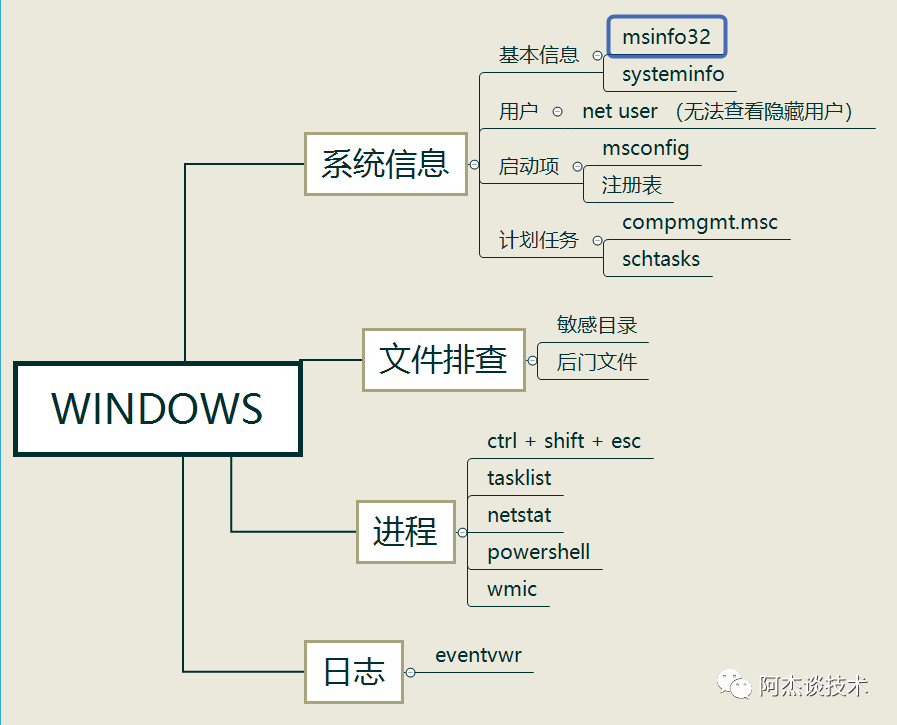 WINDOWS
系统信息
基本信息
msinfo32
systeminfo
用户
net user （无法查看隐藏用户）
启动项
msconfig
注册表
计划任务
compmgmt.msc
schtasks
文件排查
敏感目录
后门文件
进程
ctrl + shift + esc
tasklist
netstat
powershell
wmic
日志
eventvwr
阿杰谈技术